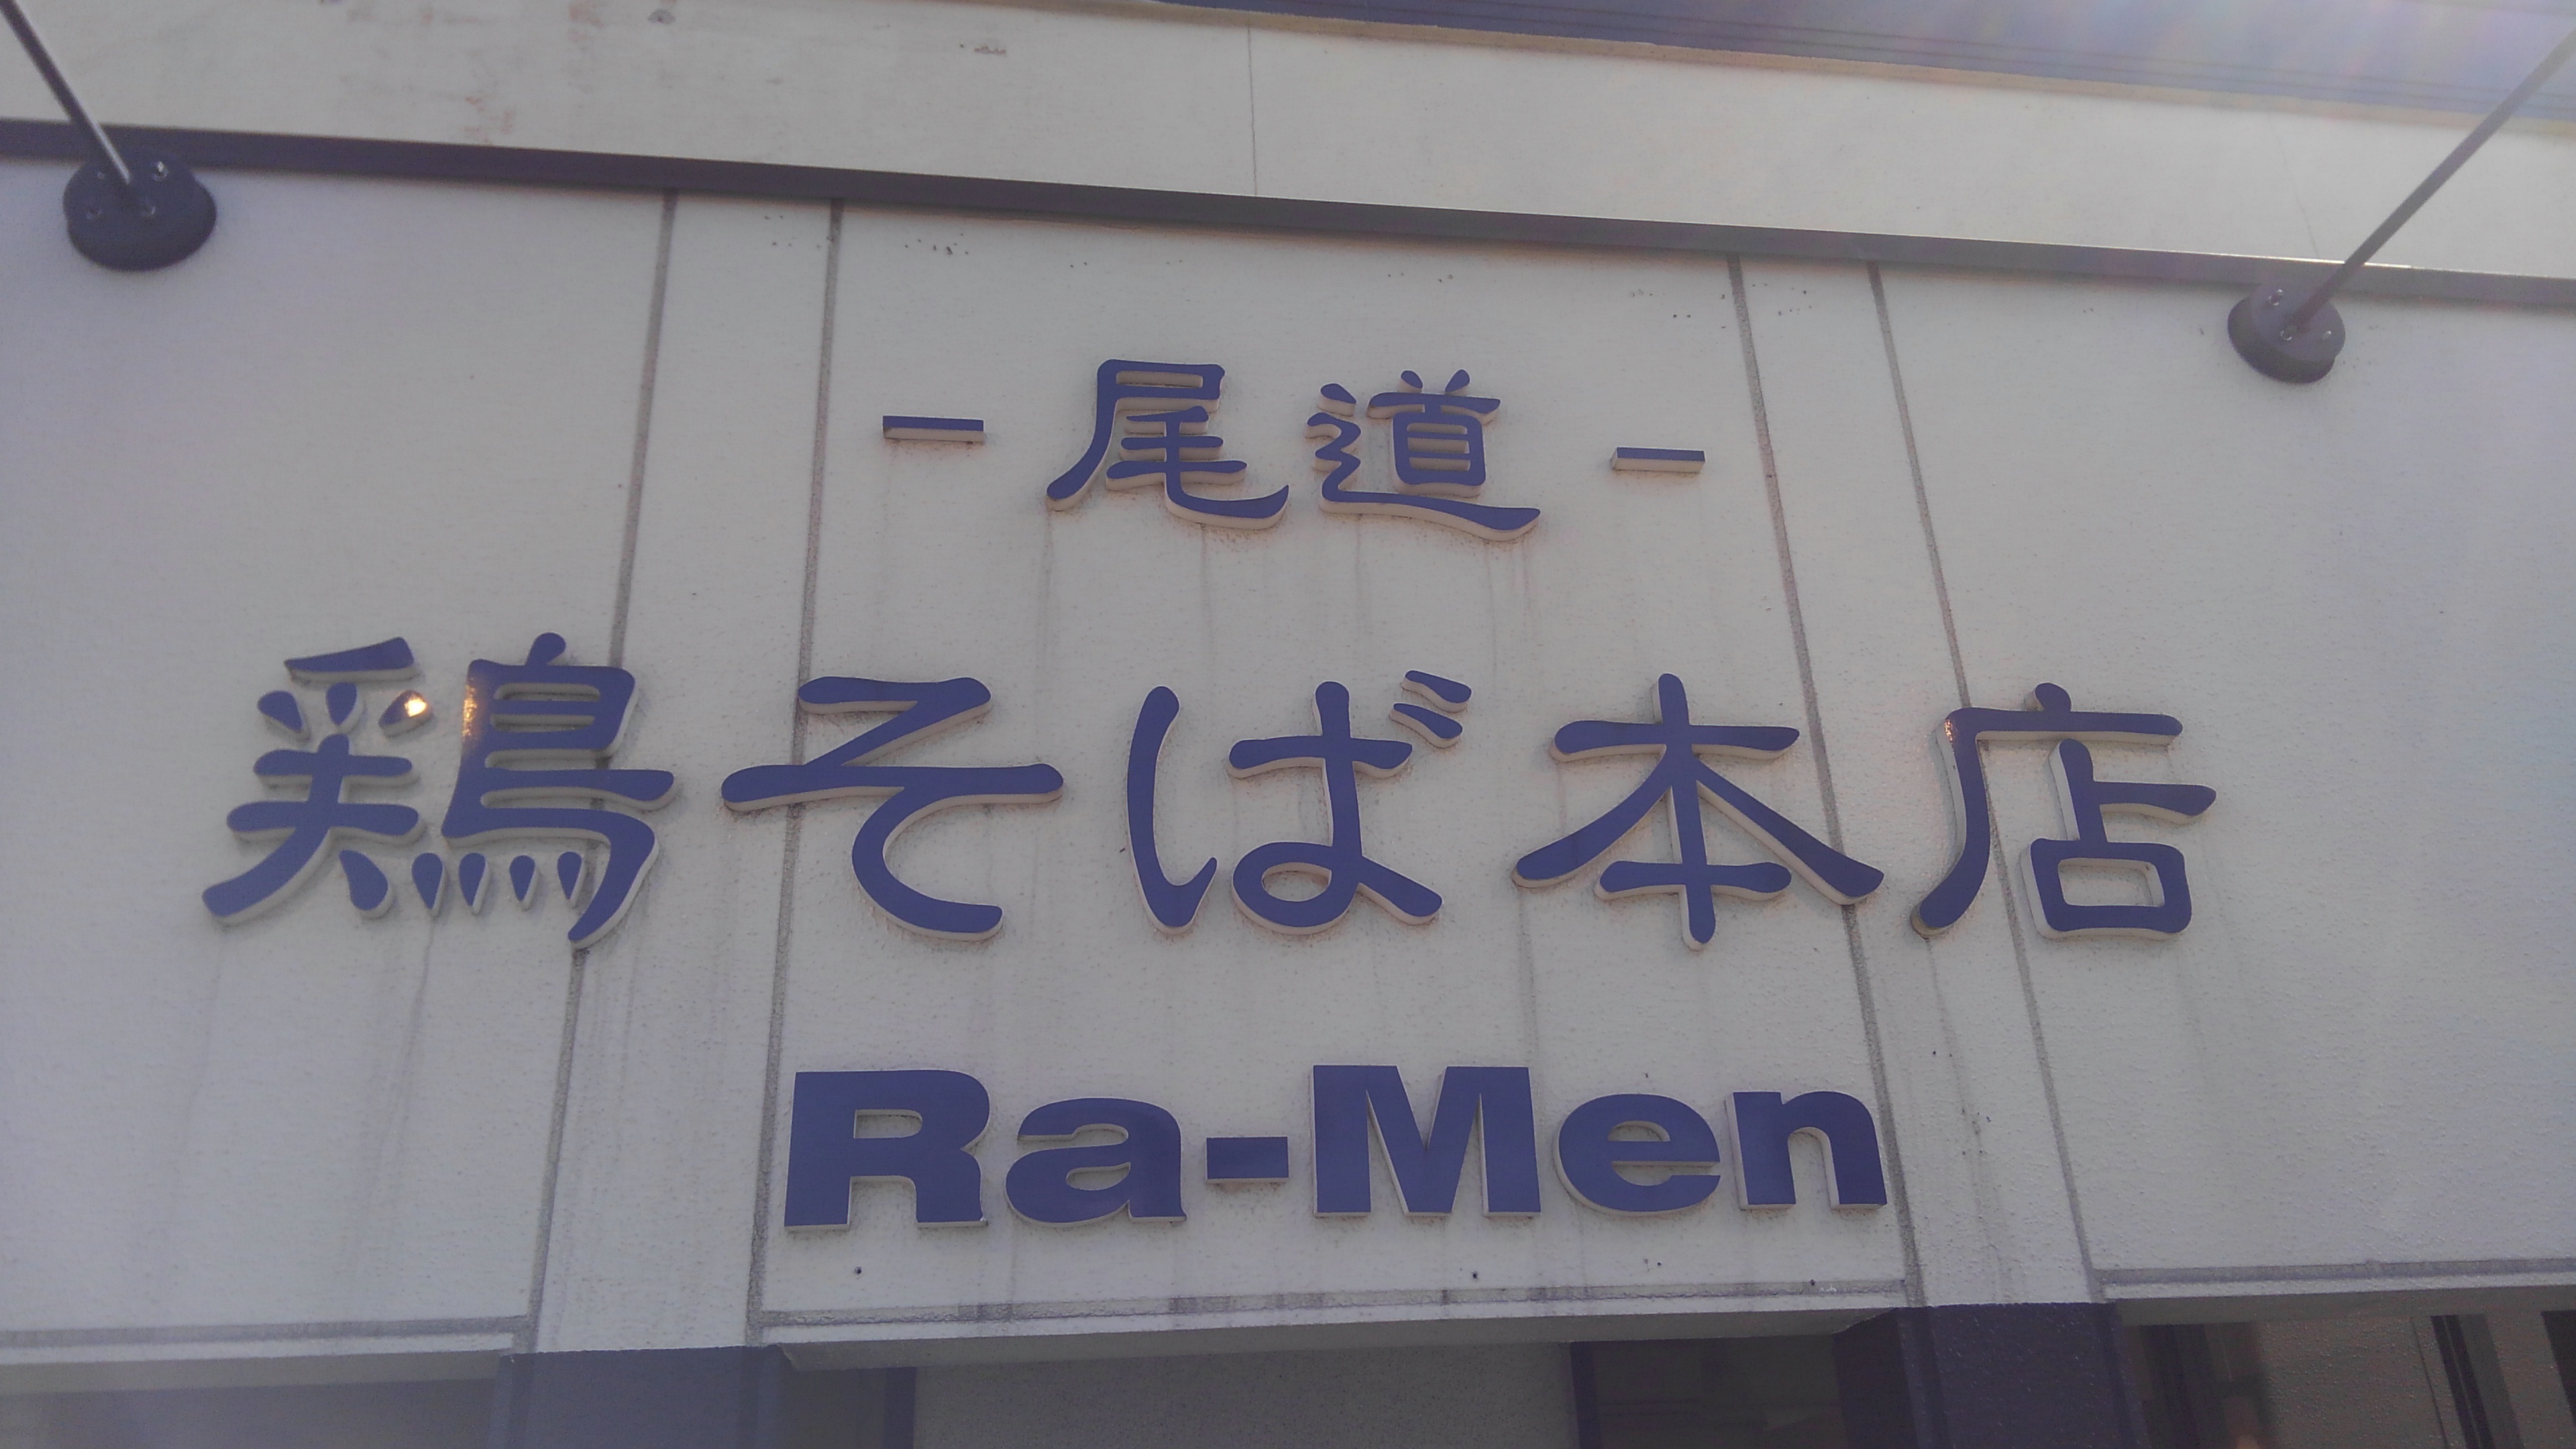 - 尾道 -
鶏そば本店
Ra-Men